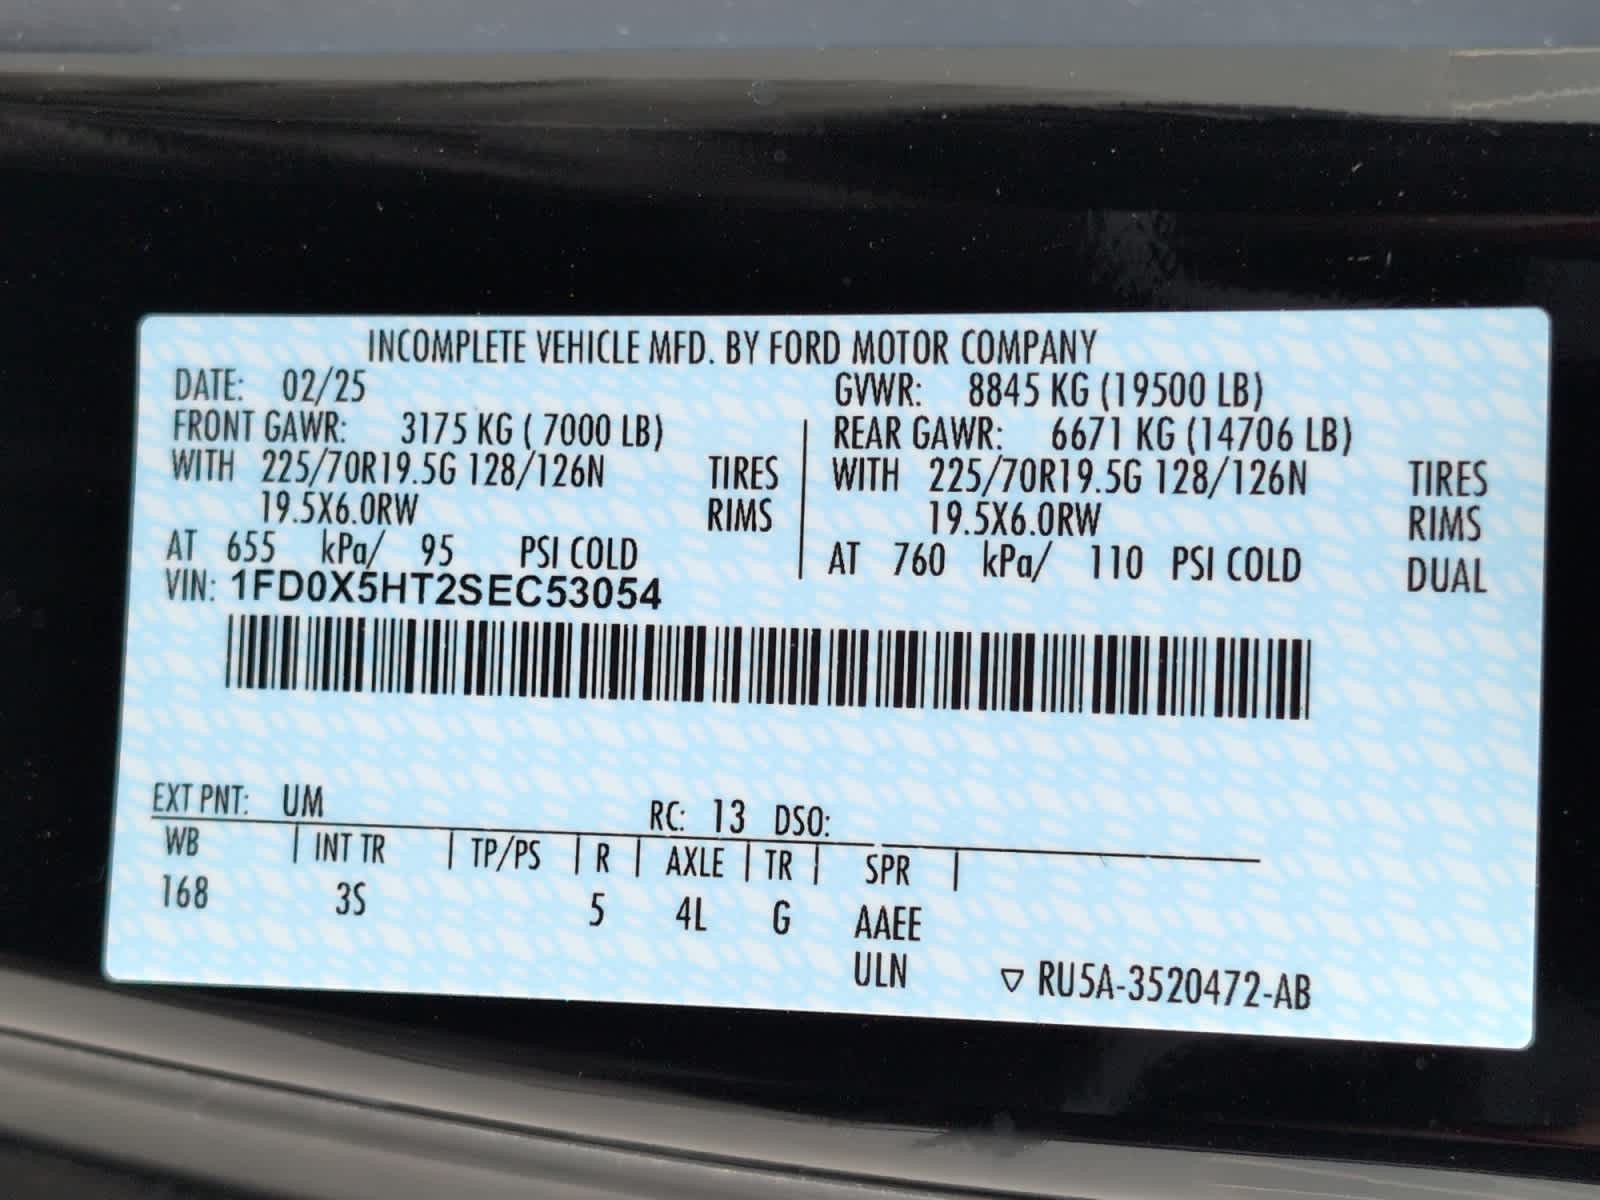 INCOMPLETE VEHICLE MFD. BY FORD MOTOR COMPANY
DATE: 02/25 GVWR: 8845 KG (19500 LB)
FRONT GAWR: 3175 KG ( 7000 LB) REAR GAWR: 6671 KG (14706 LB)
WITH 225/70R19.5G 128/126N TIRES WITH 225/70R19.5G 128/126N TIRES
19.5X6.0RW RIMS 19.5X6.0RW RIMS
AT 655 kPa/ 95 PSI COLD AT 760 kPa/ 110 PSI COLD DUAL
VIN: 1FD0X5HT2SEC53054
EXT PNT: UM RC: 13 DSO:
WB | INT TR | TP/PS | R | AXLE | TR | SPR |
168 3S 5 4L G AAEE
ULN ▽ RU5A-3520472-AB